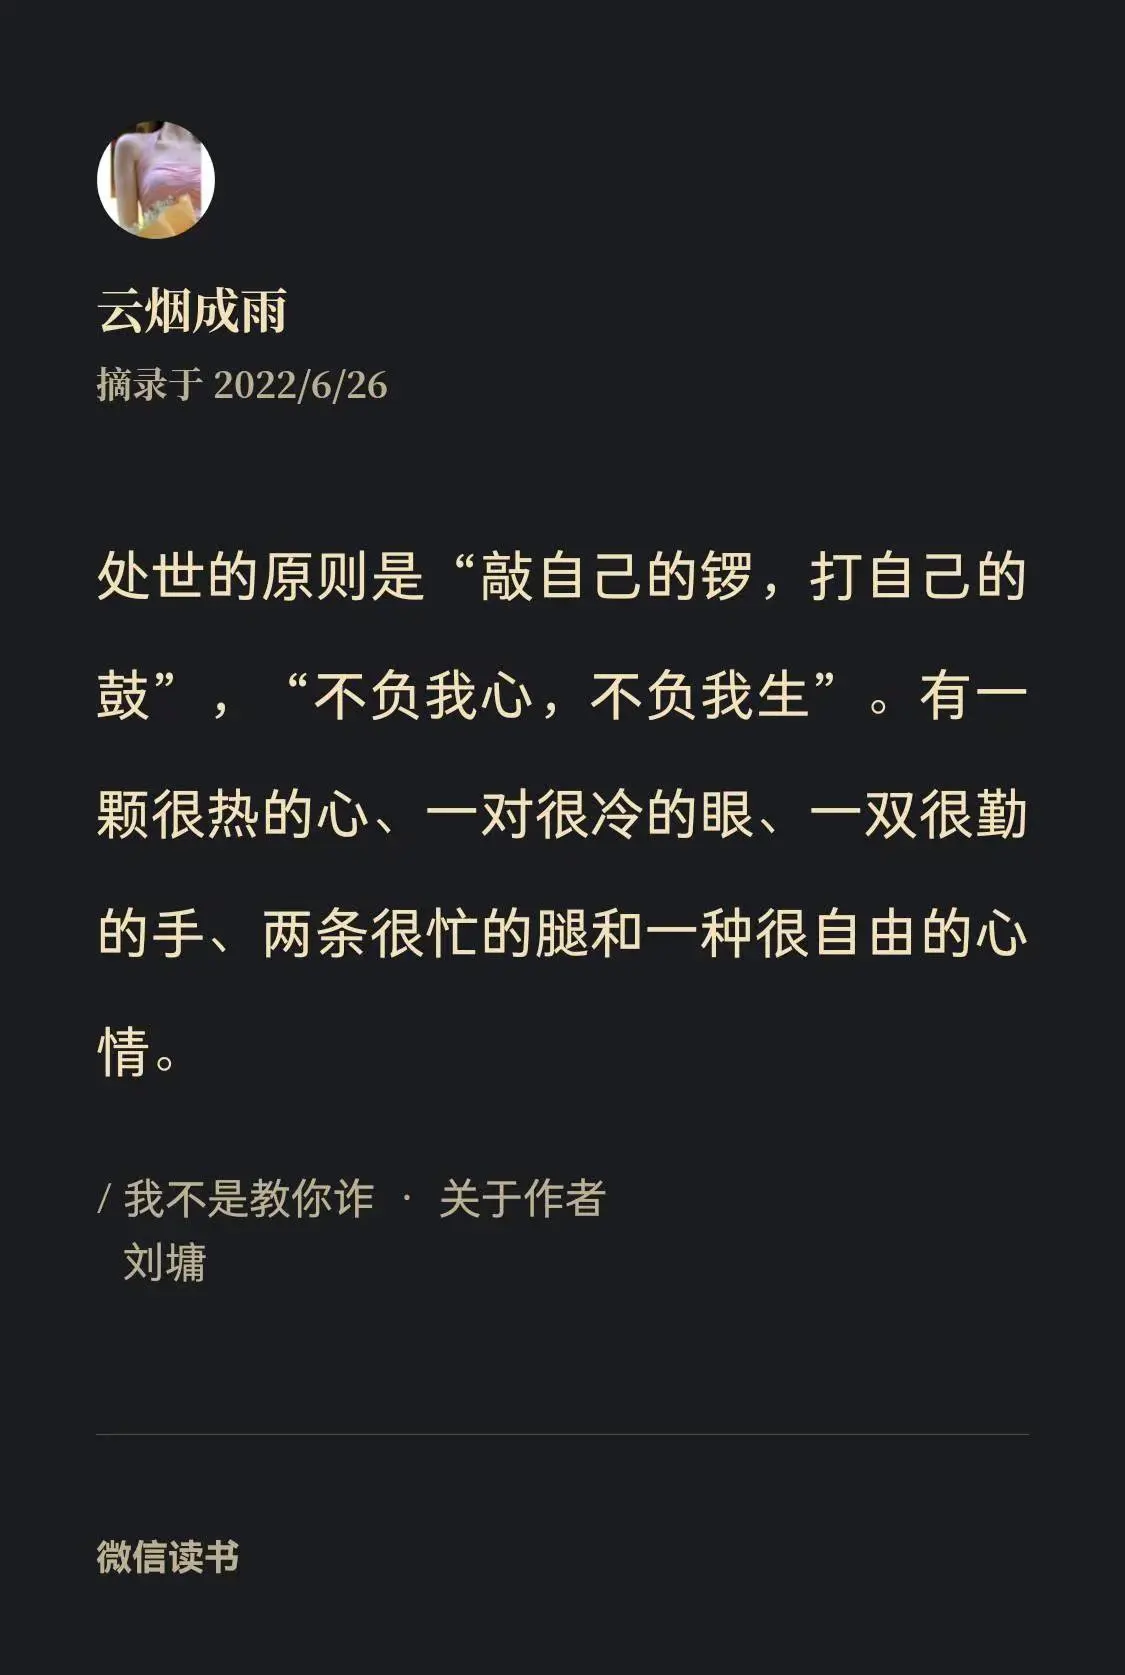 云烟成雨
摘录于 2022/6/26
处世的原则是“敲自己的锣，打自己的
鼓”，“不负我心，不负我生”。有一
颗很热的心、一对很冷的眼、一双很勤
的手、两条很忙的腿和一种很自由的心
情。
/ 我不是教你诈 · 关于作者
刘墉
微信读书